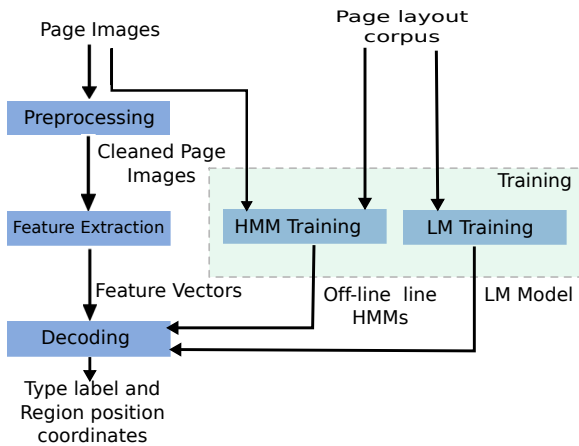 Page Images
Page layout
corpus
Preprocessing
Cleaned Page
Images
Training
Feature Extraction
HMM Training
LM Training
Feature Vectors
Off-line line
HMMs
LM Model
Decoding
Type label and
Region position
coordinates